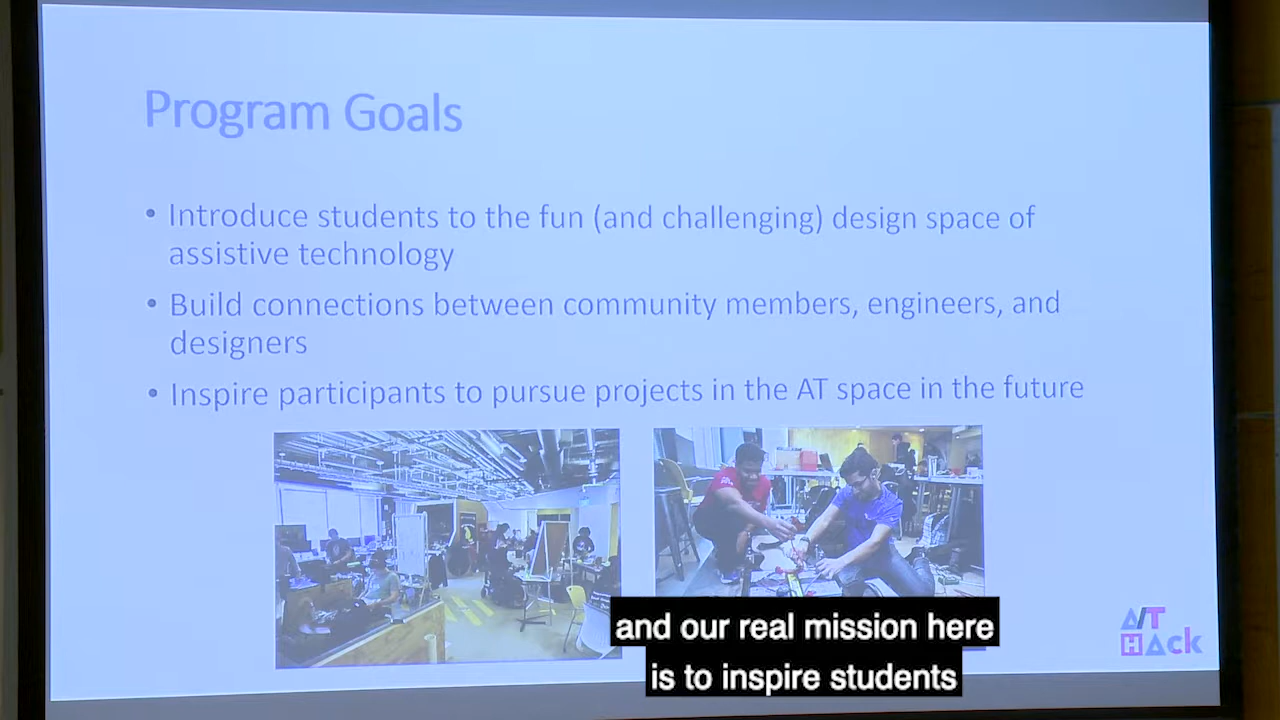 Program Goals
• Introduce students to the fun (and challenging) design space of
assistive technology
• Build connections between community members, engineers, and
designers
• Inspire participants to pursue projects in the AT space in the future
A/T
HAck
and our real mission here
is to inspire students